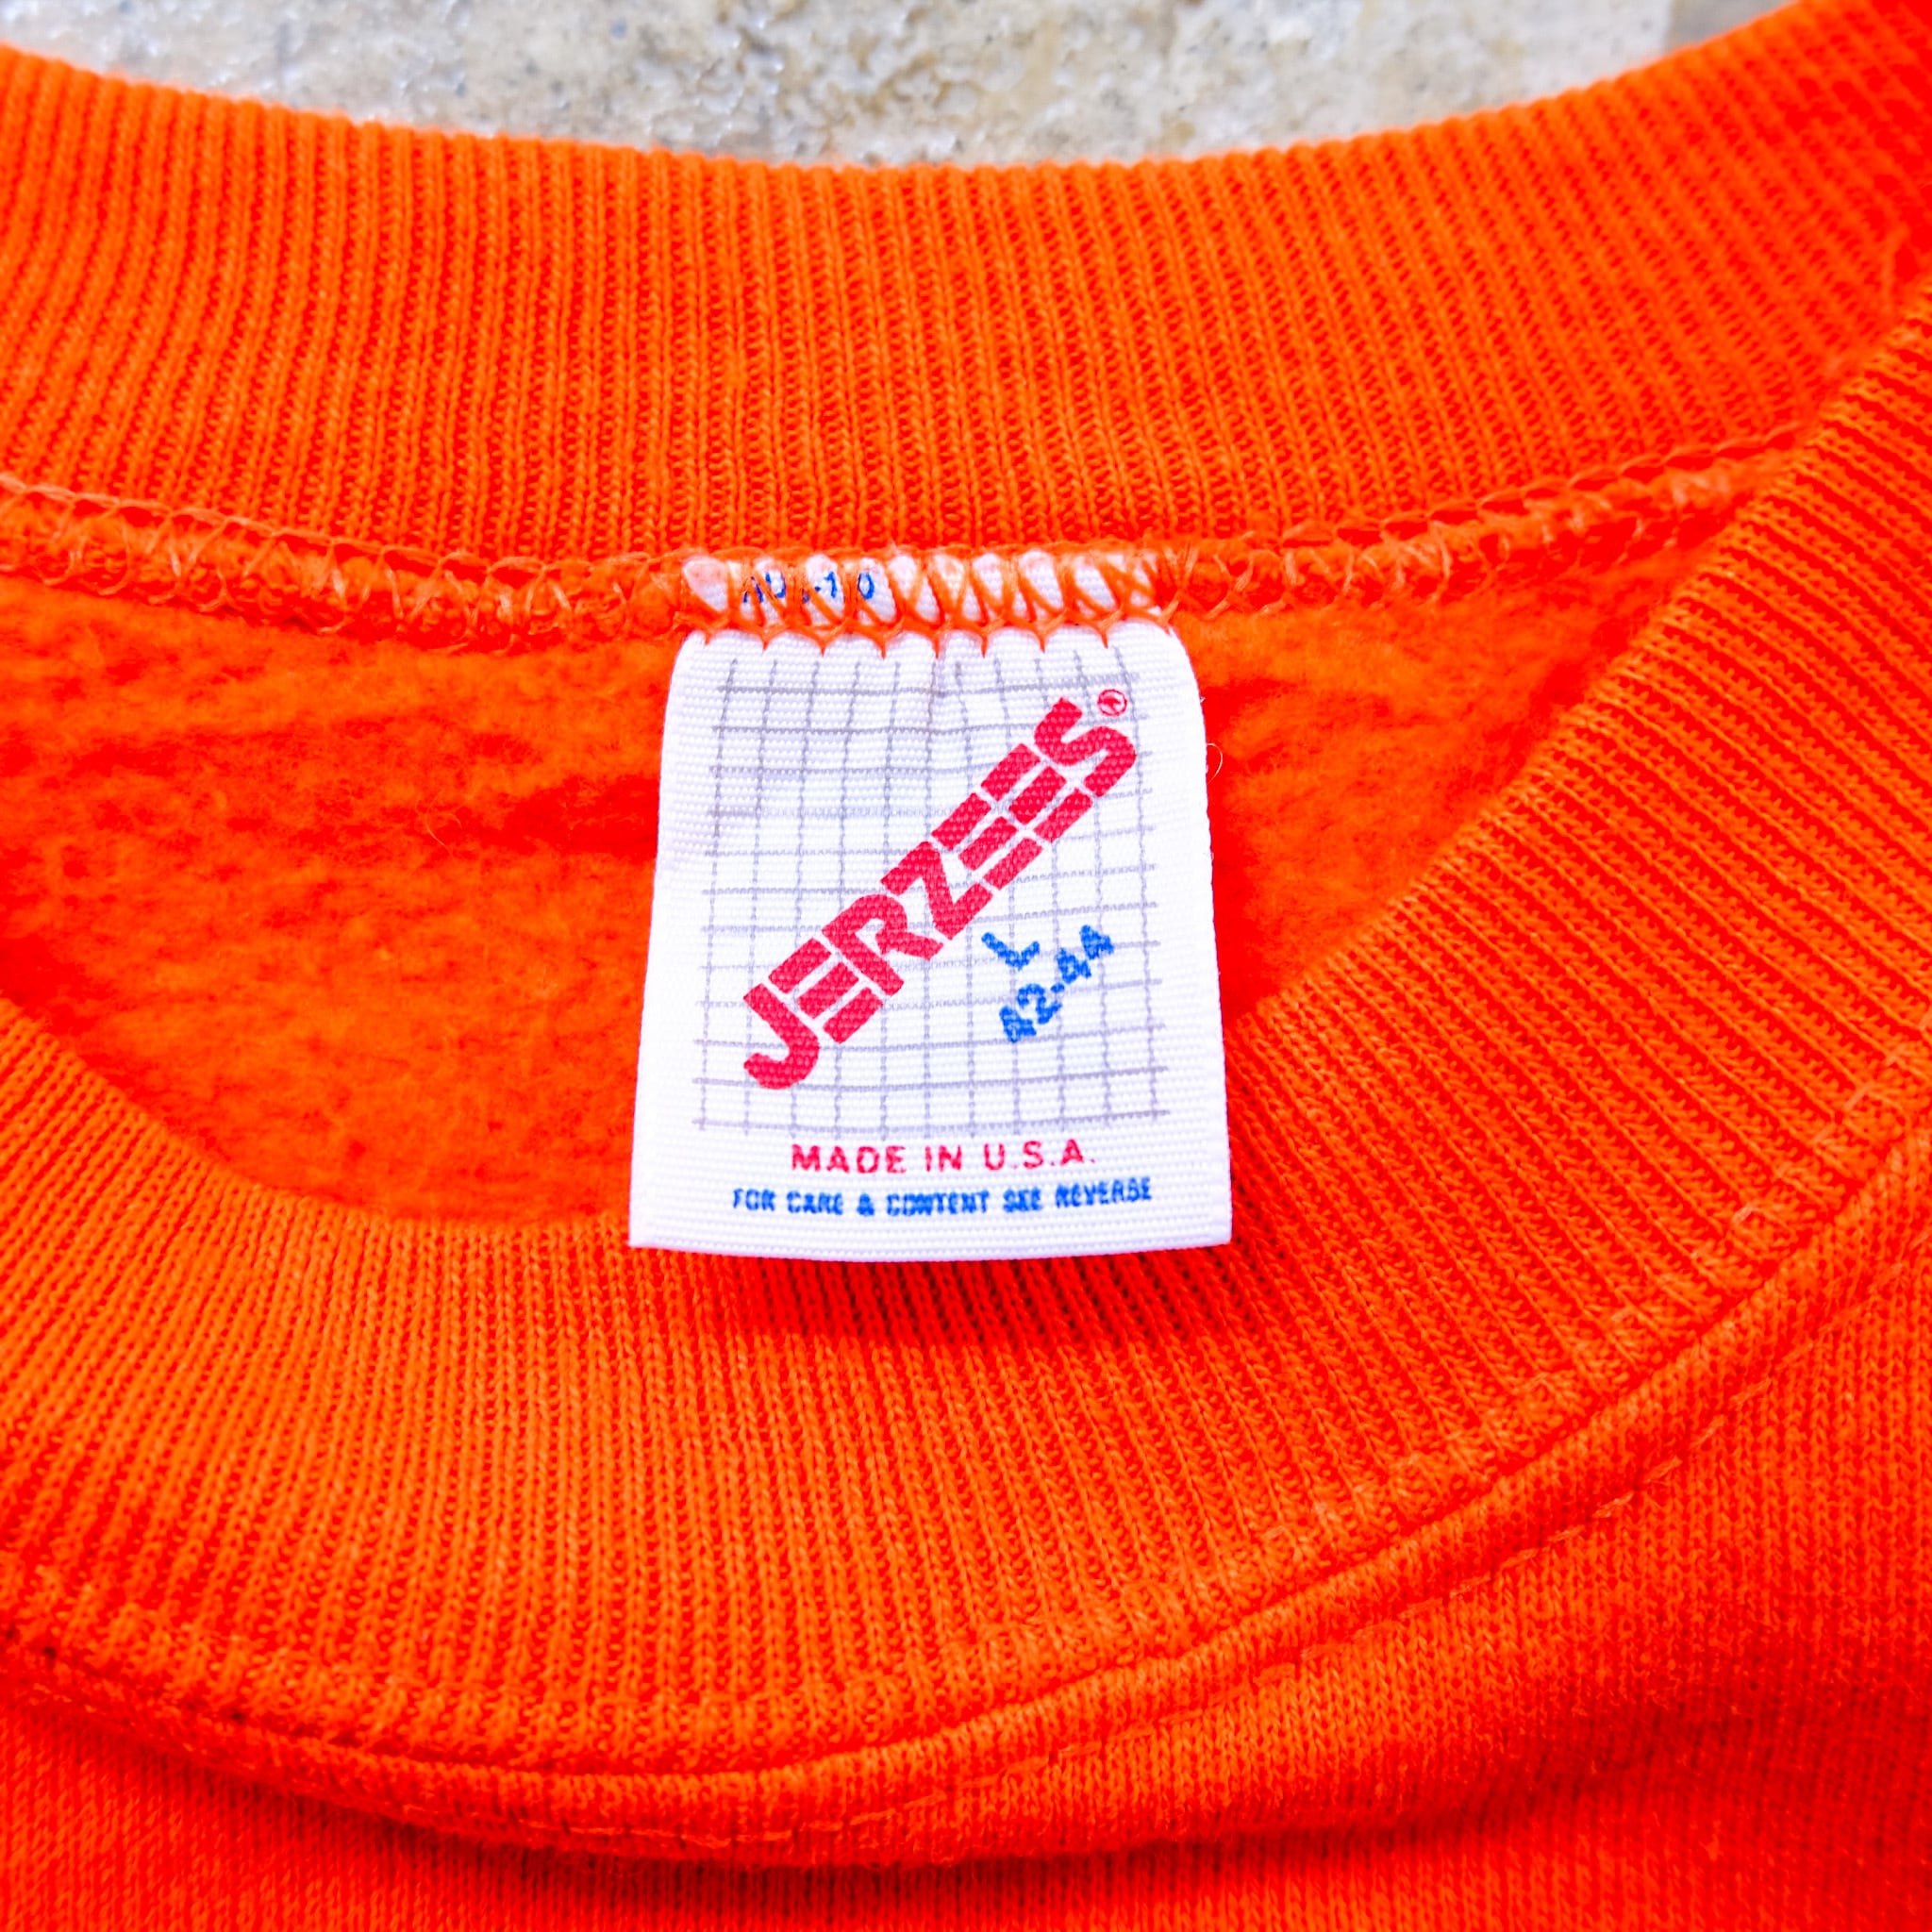 JERZEES®
L
42-44
MADE IN U.S.A.
FOR CARE & CONTENT SEE REVERSE